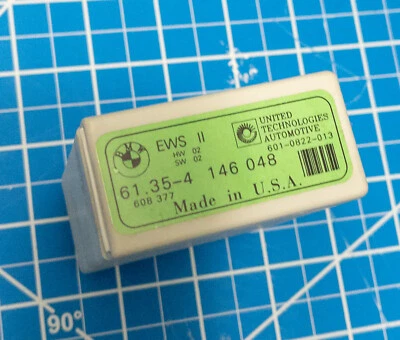 BMW
EWS II
HW 02
SW 02
UNITED
TECHNOLOGIES
AUTOMOTIVE
601-0822-013
61.35-4 146 048
608 377
Made in U.S.A.
90°